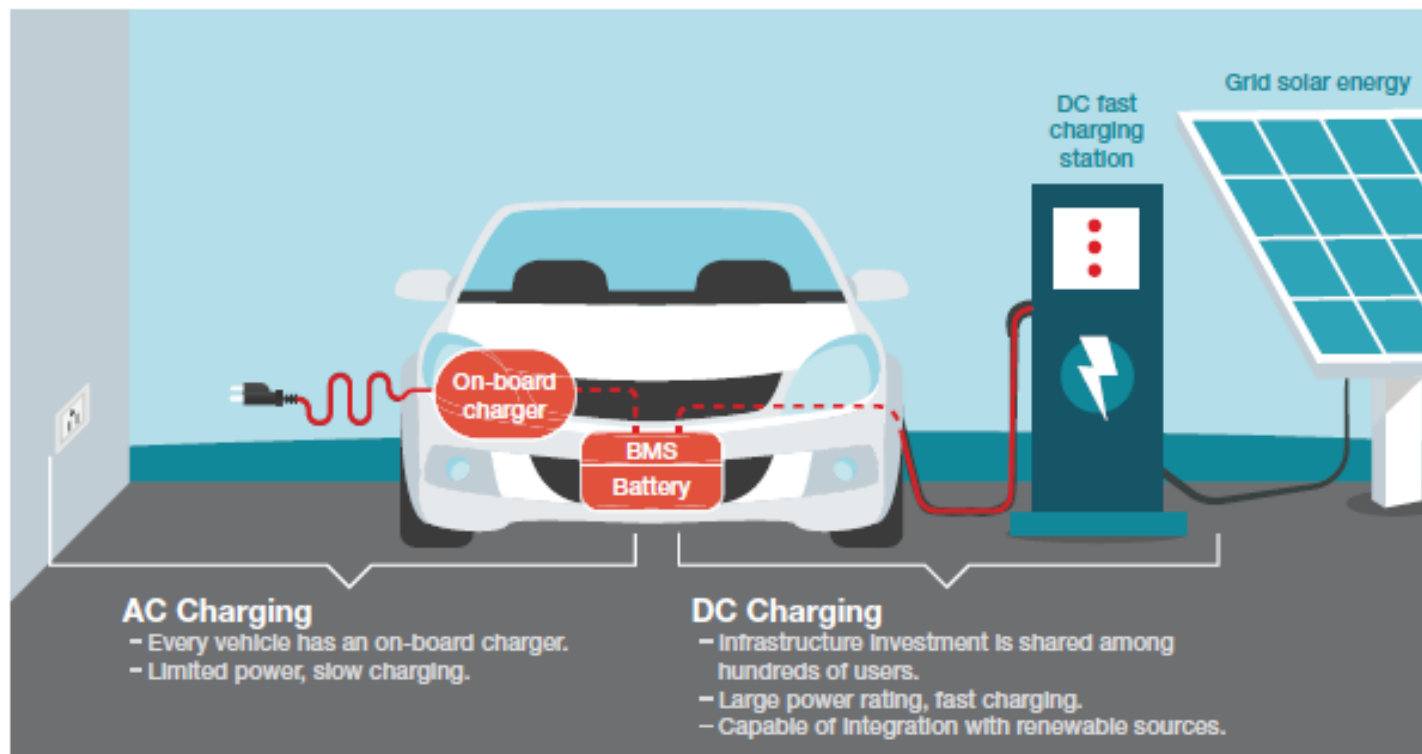 Grid solar energy
DC fast
charging
station
On-board
charger
BMS
Battery
AC Charging
– Every vehicle has an on-board charger.
– Limited power, slow charging.
DC Charging
– Infrastructure investment is shared among
hundreds of users.
– Large power rating, fast charging.
– Capable of integration with renewable sources.